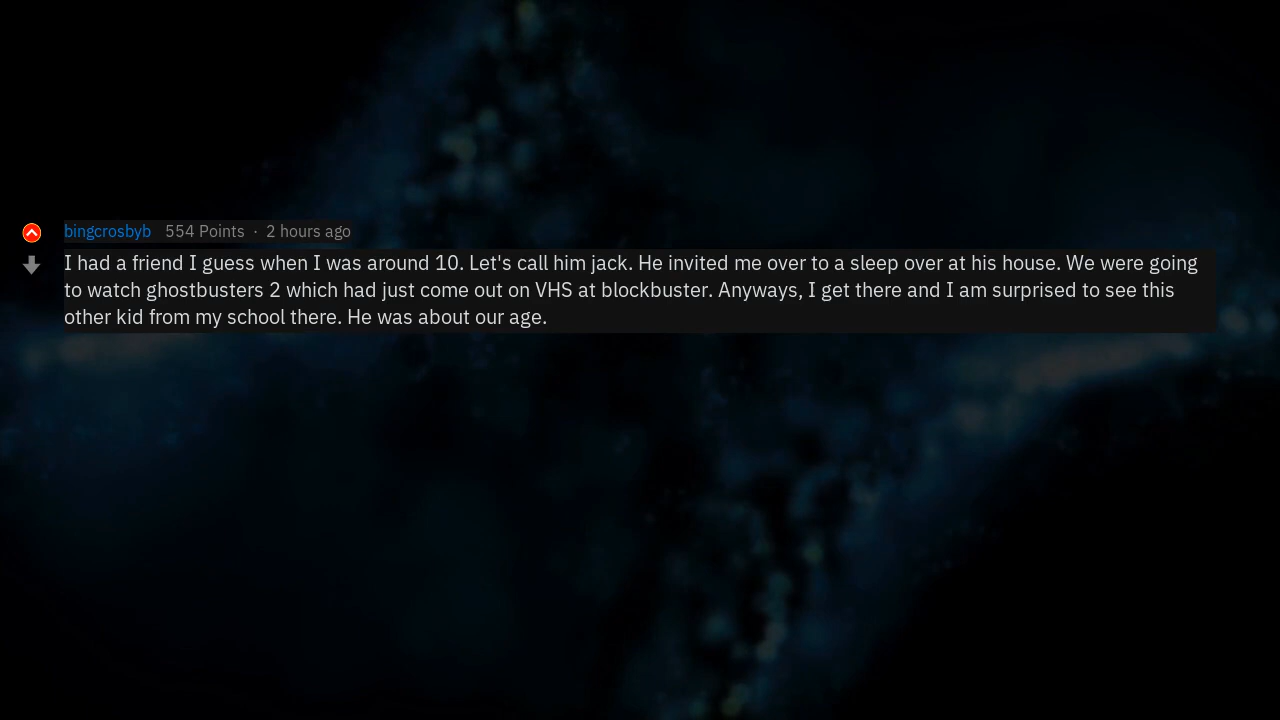 bingcrosbyb 554 Points · 2 hours ago
I had a friend I guess when I was around 10. Let's call him jack. He invited me over to a sleep over at his house. We were going
to watch ghostbusters 2 which had just come out on VHS at blockbuster. Anyways, I get there and I am surprised to see this
other kid from my school there. He was about our age.